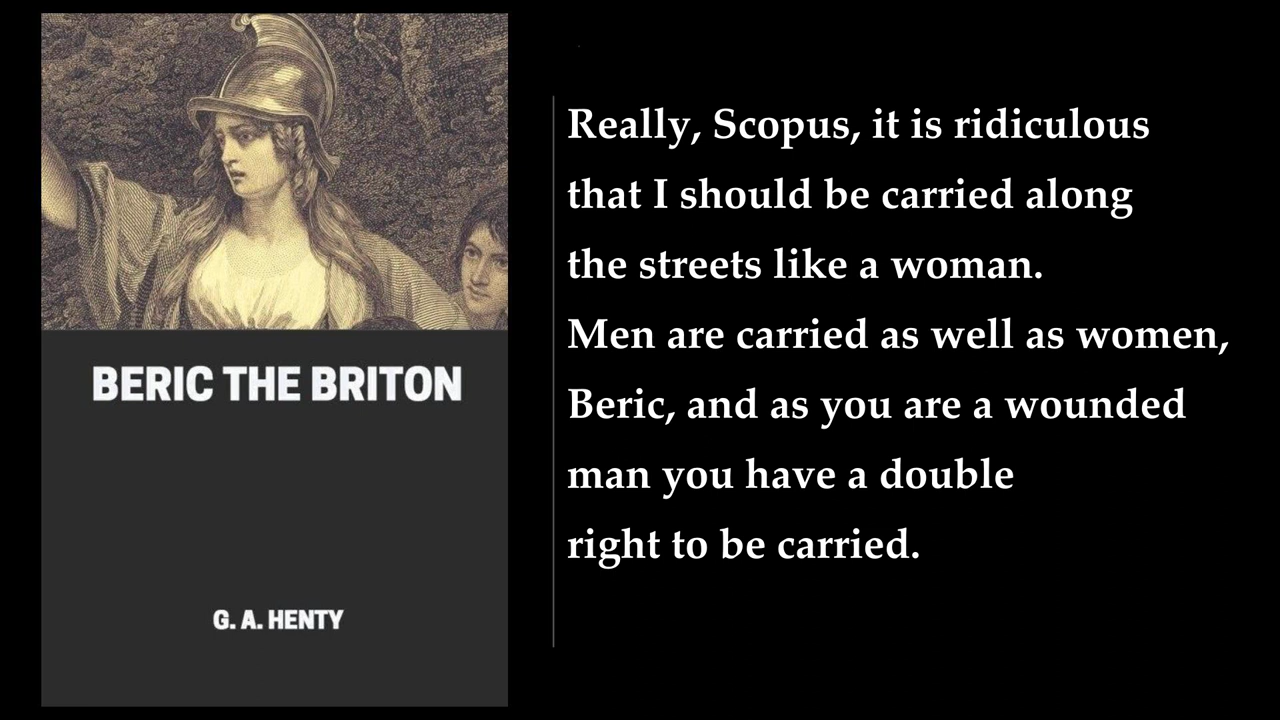 BERIC THE BRITON
G. A. HENTY
Really, Scopus, it is ridiculous
that I should be carried along
the streets like a woman.
Men are carried as well as women,
Beric, and as you are a wounded
man you have a double
right to be carried.